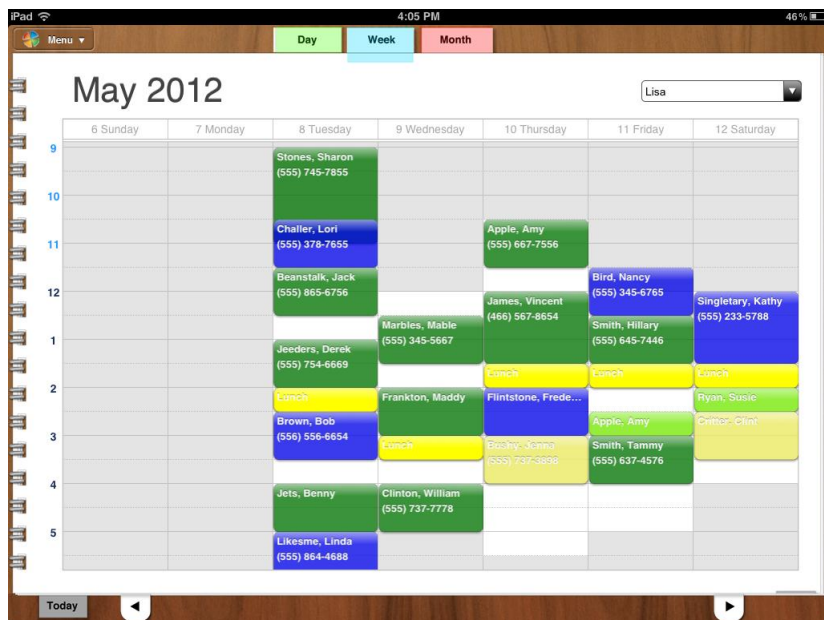 iPad 4:05 PM 46%
Menu Day Week Month
May 2012
Lisa
6 Sunday 7 Monday 8 Tuesday 9 Wednesday 10 Thursday 11 Friday 12 Saturday
9
10
11
12
1
2
3
4
5
Stones, Sharon
(555) 745-7855
Challer, Lori
(555) 378-7655
Beanstalk, Jack
(555) 865-6756
Jeeders, Derek
(555) 754-6669
Lunch
Brown, Bob
(556) 556-6654
Jets, Benny
Likesme, Linda
(555) 864-4688
Marbles, Mable
(555) 345-5667
Frankton, Maddy
Lunch
Clinton, William
(555) 737-7778
Apple, Amy
(555) 667-7556
James, Vincent
(466) 567-8654
Lunch
Flintstone, Frede...
Bird, Nancy
(555) 345-6765
Smith, Hillary
(555) 645-7446
Lunch
Apple, Amy
Smith, Tammy
(555) 637-4576
Singletary, Kathy
(555) 233-5788
Lunch
Ryan, Susie
Critter, Clint
Today